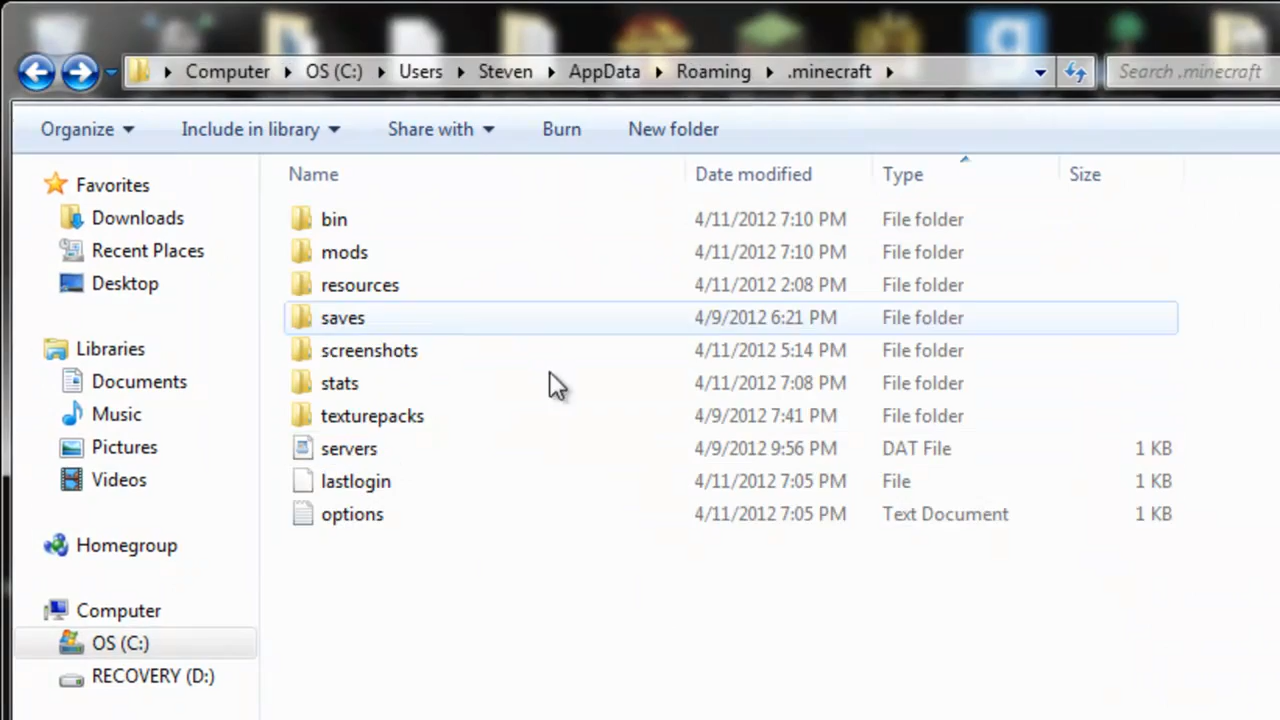 Computer OS (C:) Users Steven AppData Roaming .minecraft Search .minecraft
Organize Include in library Share with Burn New folder
Name Date modified Type Size
Favorites
Downloads
Recent Places
Desktop
Libraries
Documents
Music
Pictures
Videos
Homegroup
Computer
OS (C:)
RECOVERY (D:)
bin 4/11/2012 7:10 PM File folder
mods 4/11/2012 7:10 PM File folder
resources 4/11/2012 2:08 PM File folder
saves 4/9/2012 6:21 PM File folder
screenshots 4/11/2012 5:14 PM File folder
stats 4/11/2012 7:08 PM File folder
texturepacks 4/9/2012 7:41 PM File folder
servers 4/9/2012 9:56 PM DAT File 1 KB
lastlogin 4/11/2012 7:05 PM File 1 KB
options 4/11/2012 7:05 PM Text Document 1 KB